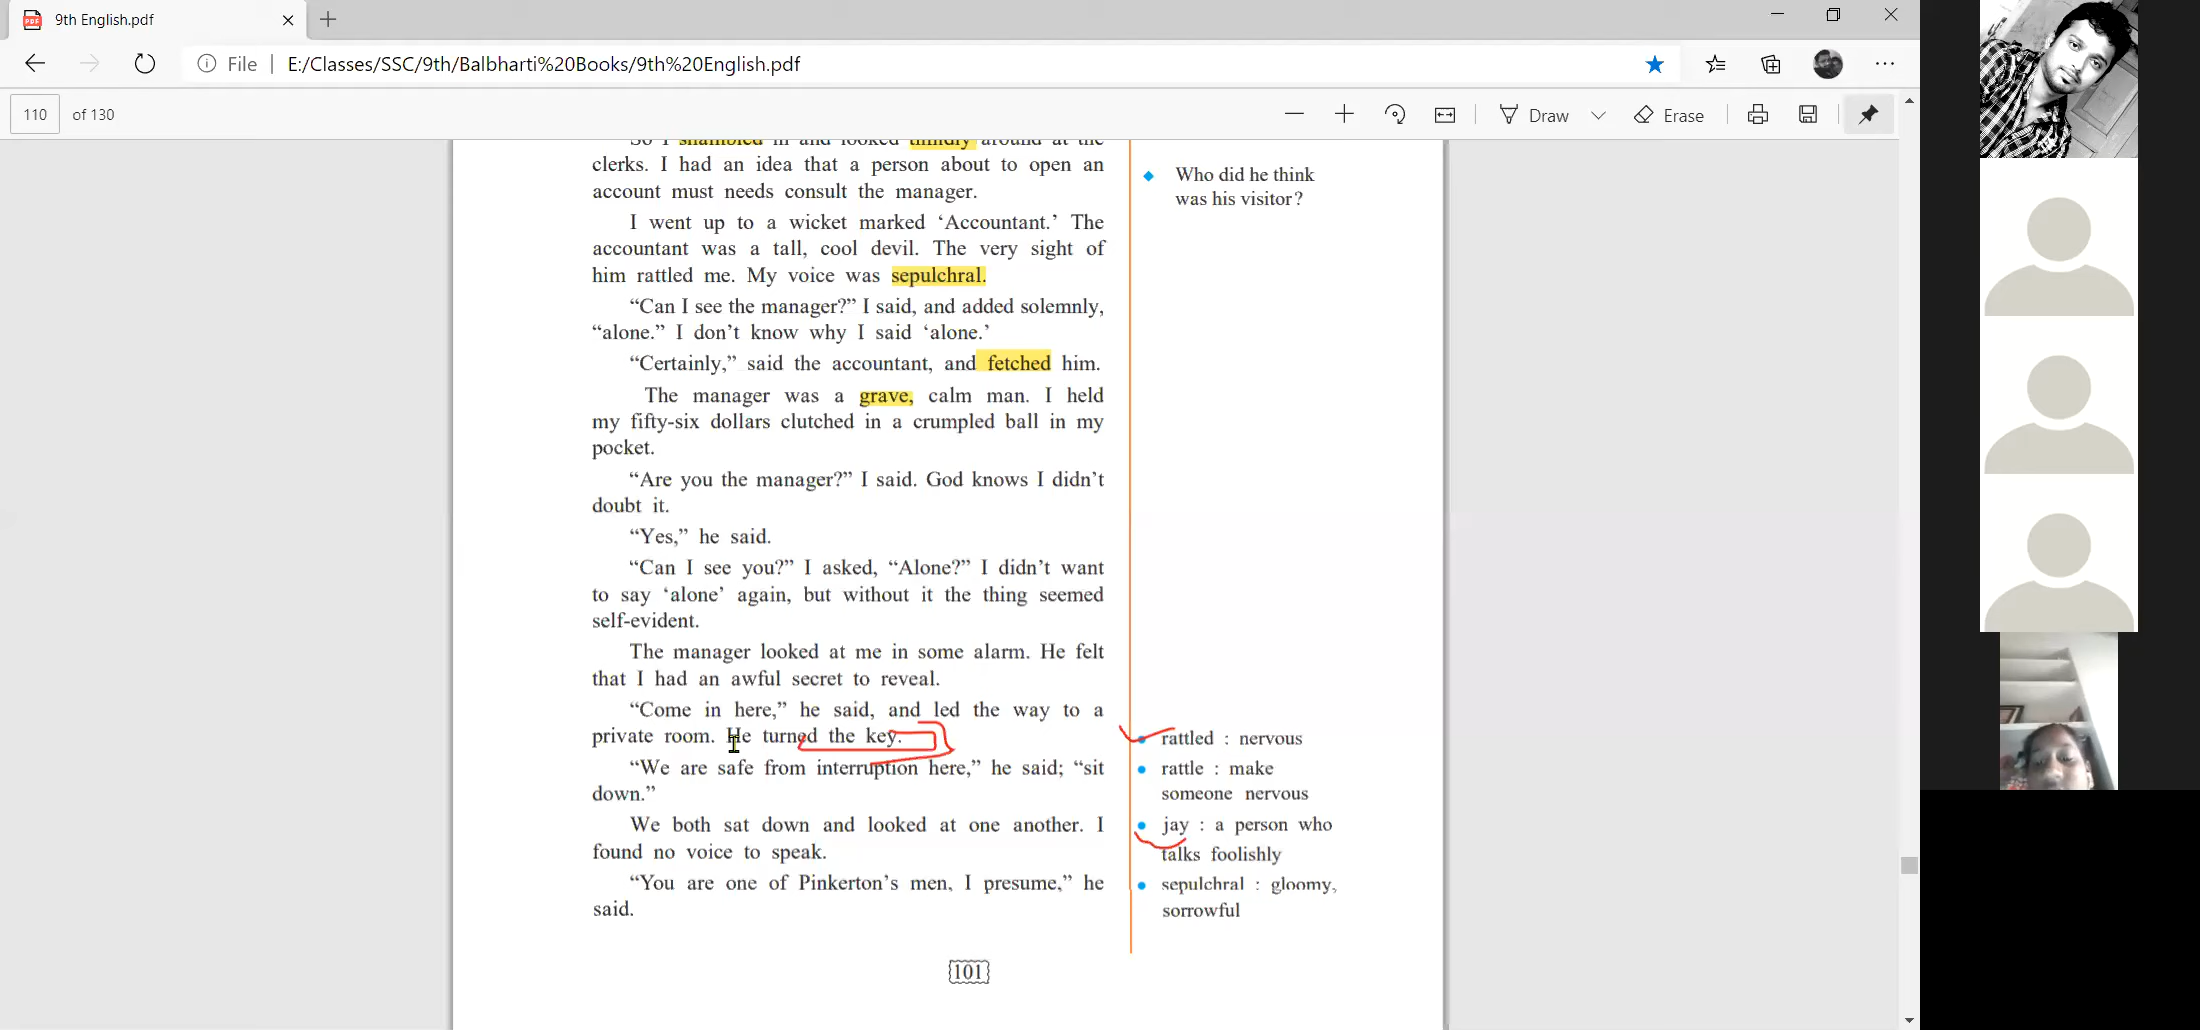 9th English.pdf
File
E:/Classes/SSC/9th/Balbharti%20Books/9th%20English.pdf
110 of 130
Draw
Erase
So I shambled in and looked timidly around at the
clerks. I had an idea that a person about to open an
account must needs consult the manager.
I went up to a wicket marked ‘Accountant.’ The
accountant was a tall, cool devil. The very sight of
him rattled me. My voice was sepulchral.
“Can I see the manager?” I said, and added solemnly,
“alone.” I don’t know why I said ‘alone.’
“Certainly,” said the accountant, and fetched him.
The manager was a grave, calm man. I held
my fifty-six dollars clutched in a crumpled ball in my
pocket.
“Are you the manager?” I said. God knows I didn’t
doubt it.
“Yes,” he said.
“Can I see you?” I asked, “Alone?” I didn’t want
to say ‘alone’ again, but without it the thing seemed
self-evident.
The manager looked at me in some alarm. He felt
that I had an awful secret to reveal.
“Come in here,” he said, and led the way to a
private room. He turned the key.
“We are safe from interruption here,” he said; “sit
down.”
We both sat down and looked at one another. I
found no voice to speak.
“You are one of Pinkerton’s men, I presume,” he
said.
Who did he think
was his visitor?
rattled : nervous
rattle : make
someone nervous
jay : a person who
talks foolishly
sepulchral : gloomy,
sorrowful
101